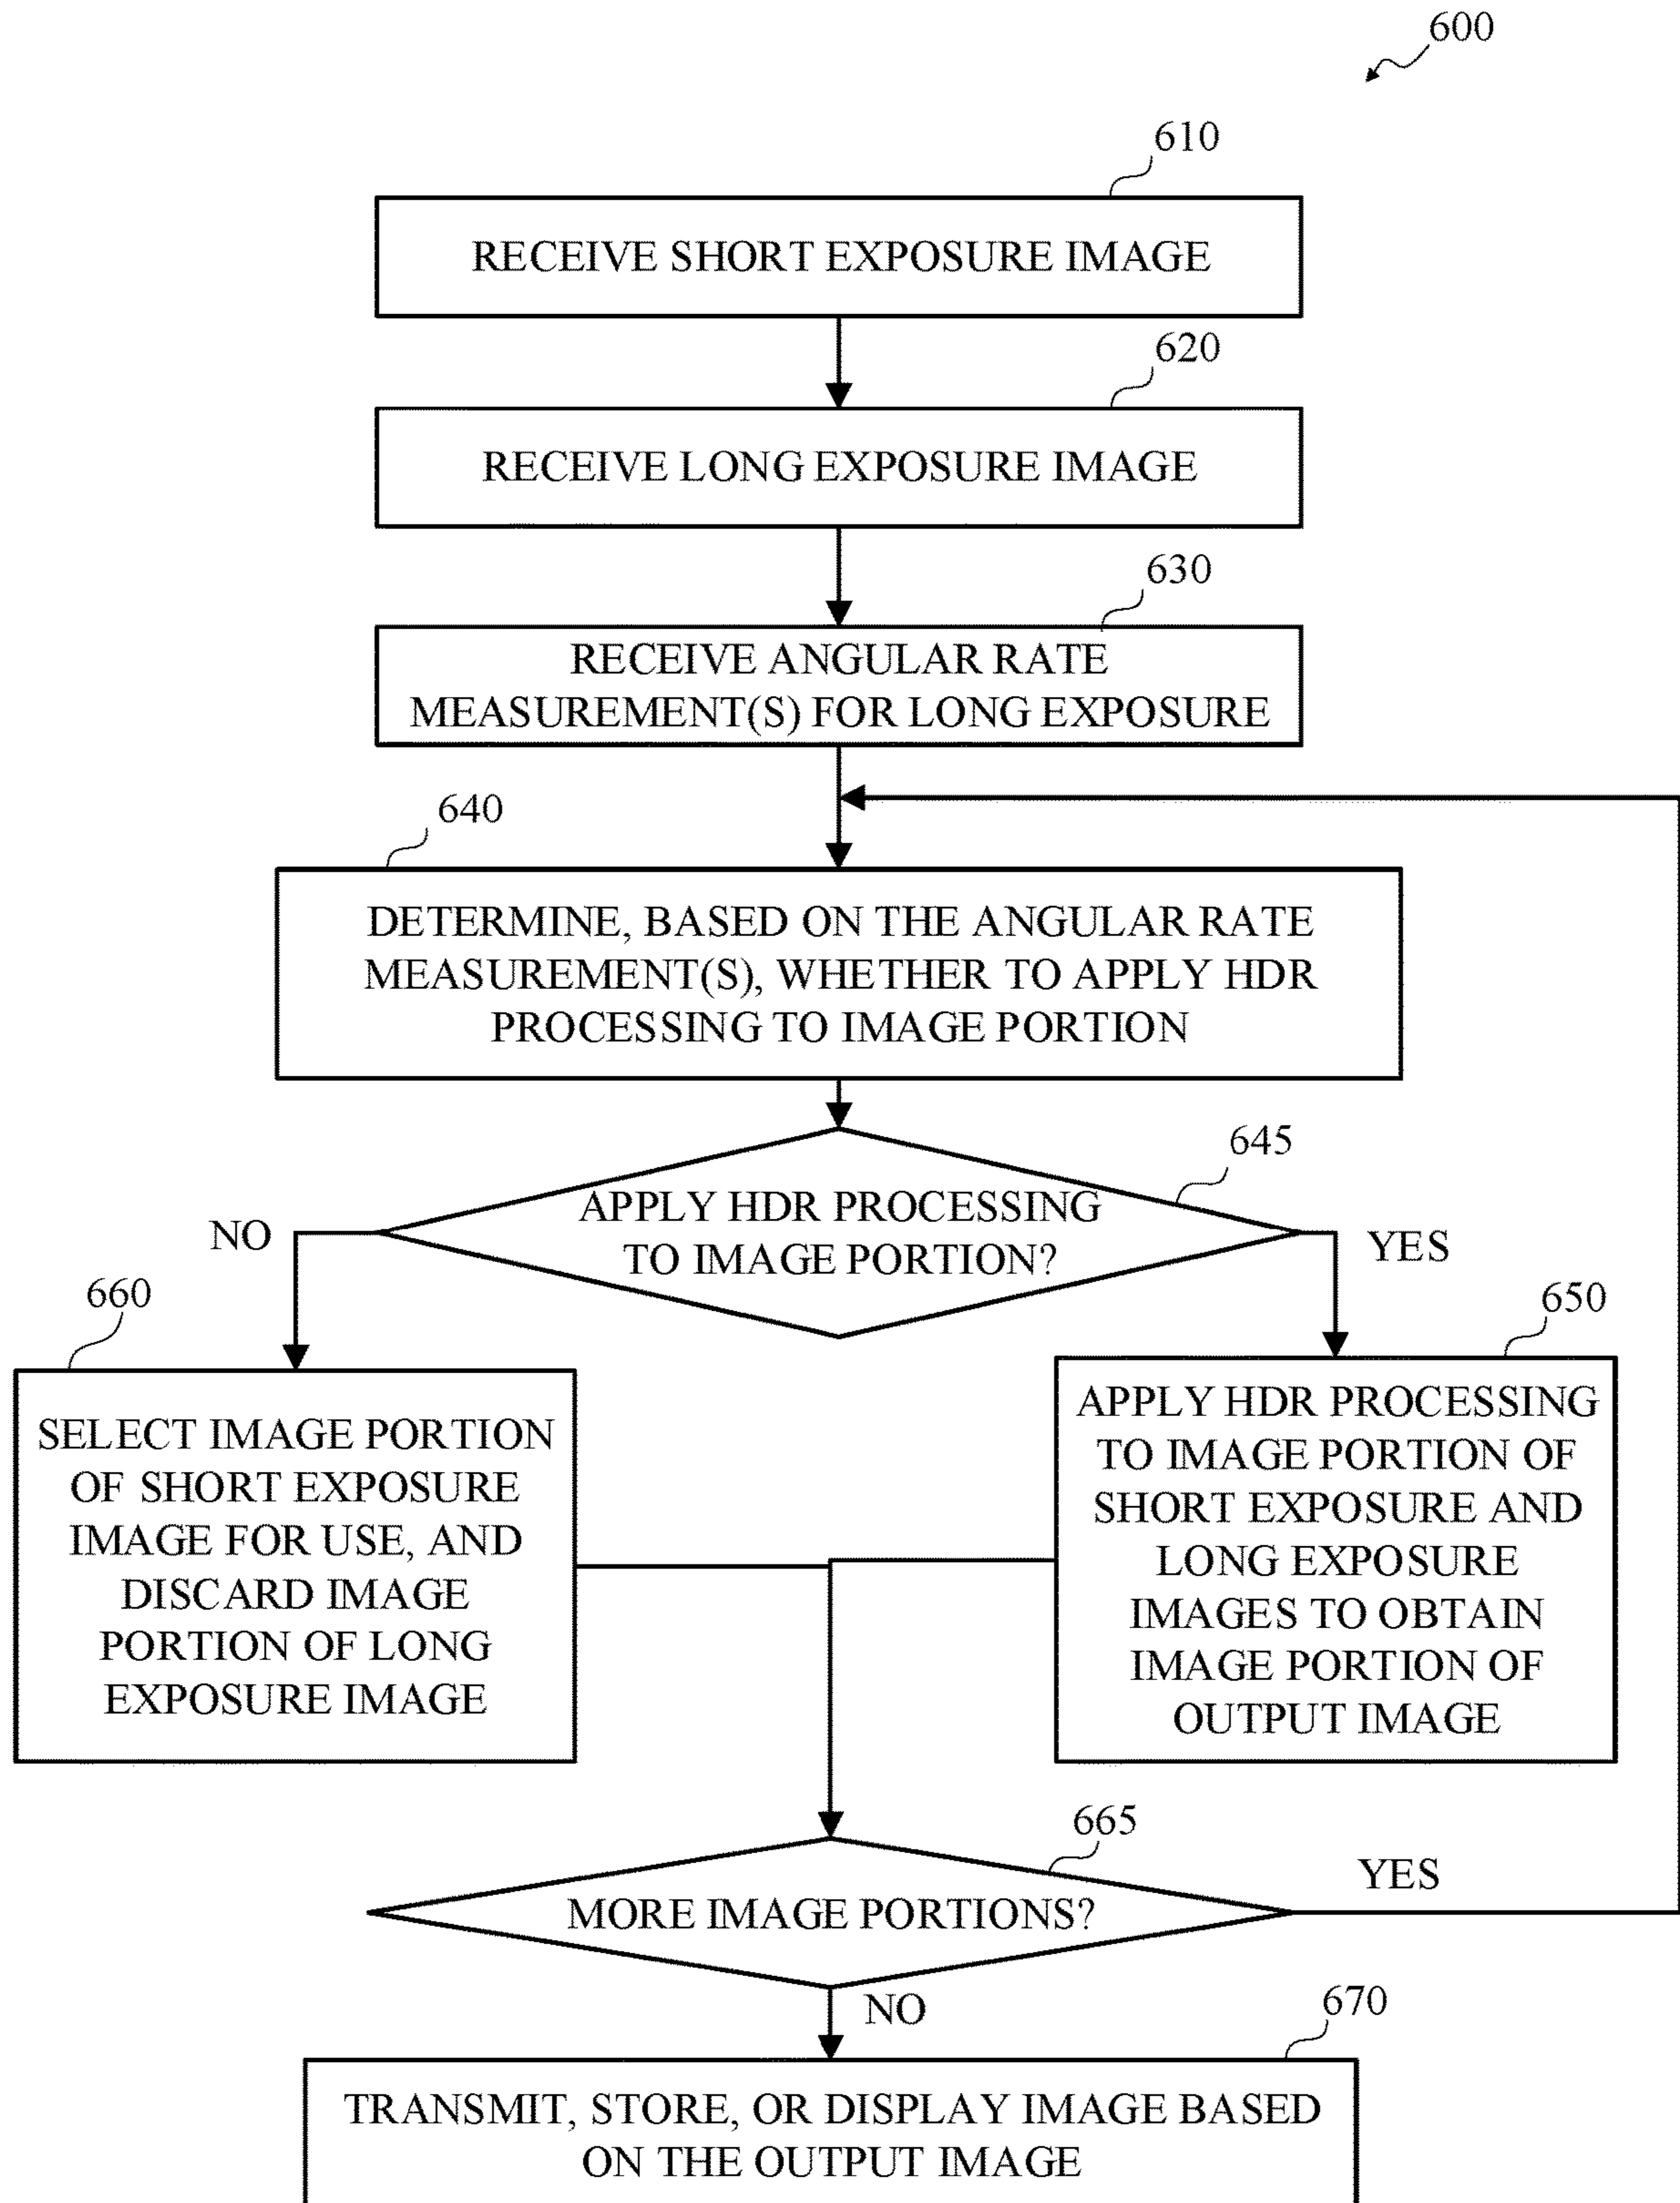 600
610
RECEIVE SHORT EXPOSURE IMAGE
620
RECEIVE LONG EXPOSURE IMAGE
630
RECEIVE ANGULAR RATE
MEASUREMENT(S) FOR LONG EXPOSURE
640
DETERMINE, BASED ON THE ANGULAR RATE
MEASUREMENT(S), WHETHER TO APPLY HDR
PROCESSING TO IMAGE PORTION
645
APPLY HDR PROCESSING
TO IMAGE PORTION?
NO
YES
660
SELECT IMAGE PORTION
OF SHORT EXPOSURE
IMAGE FOR USE, AND
DISCARD IMAGE
PORTION OF LONG
EXPOSURE IMAGE
650
APPLY HDR PROCESSING
TO IMAGE PORTION OF
SHORT EXPOSURE AND
LONG EXPOSURE
IMAGES TO OBTAIN
IMAGE PORTION OF
OUTPUT IMAGE
665
MORE IMAGE PORTIONS?
YES
NO
670
TRANSMIT, STORE, OR DISPLAY IMAGE BASED
ON THE OUTPUT IMAGE